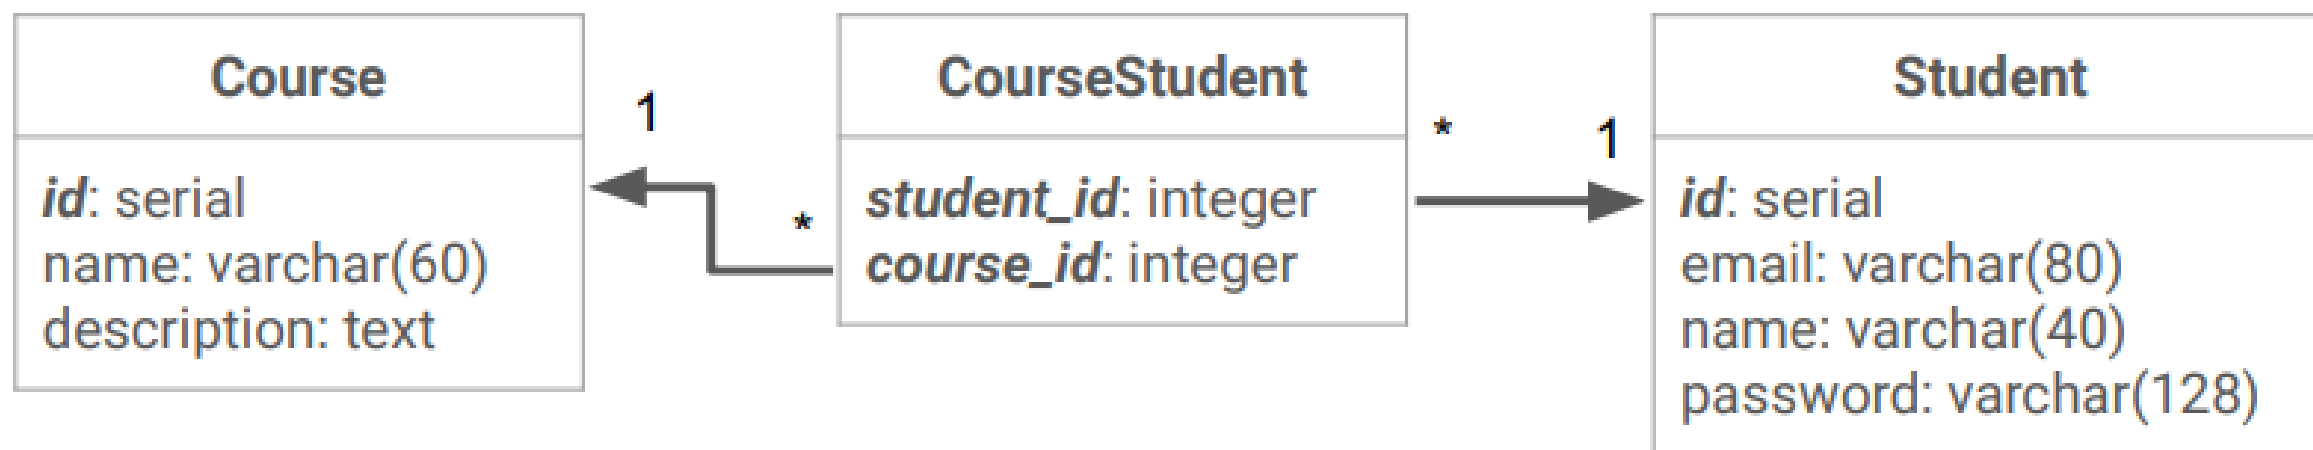 Course
id: serial
name: varchar(60)
description: text
1
*
CourseStudent
student_id: integer
course_id: integer
*
1
Student
id: serial
email: varchar(80)
name: varchar(40)
password: varchar(128)